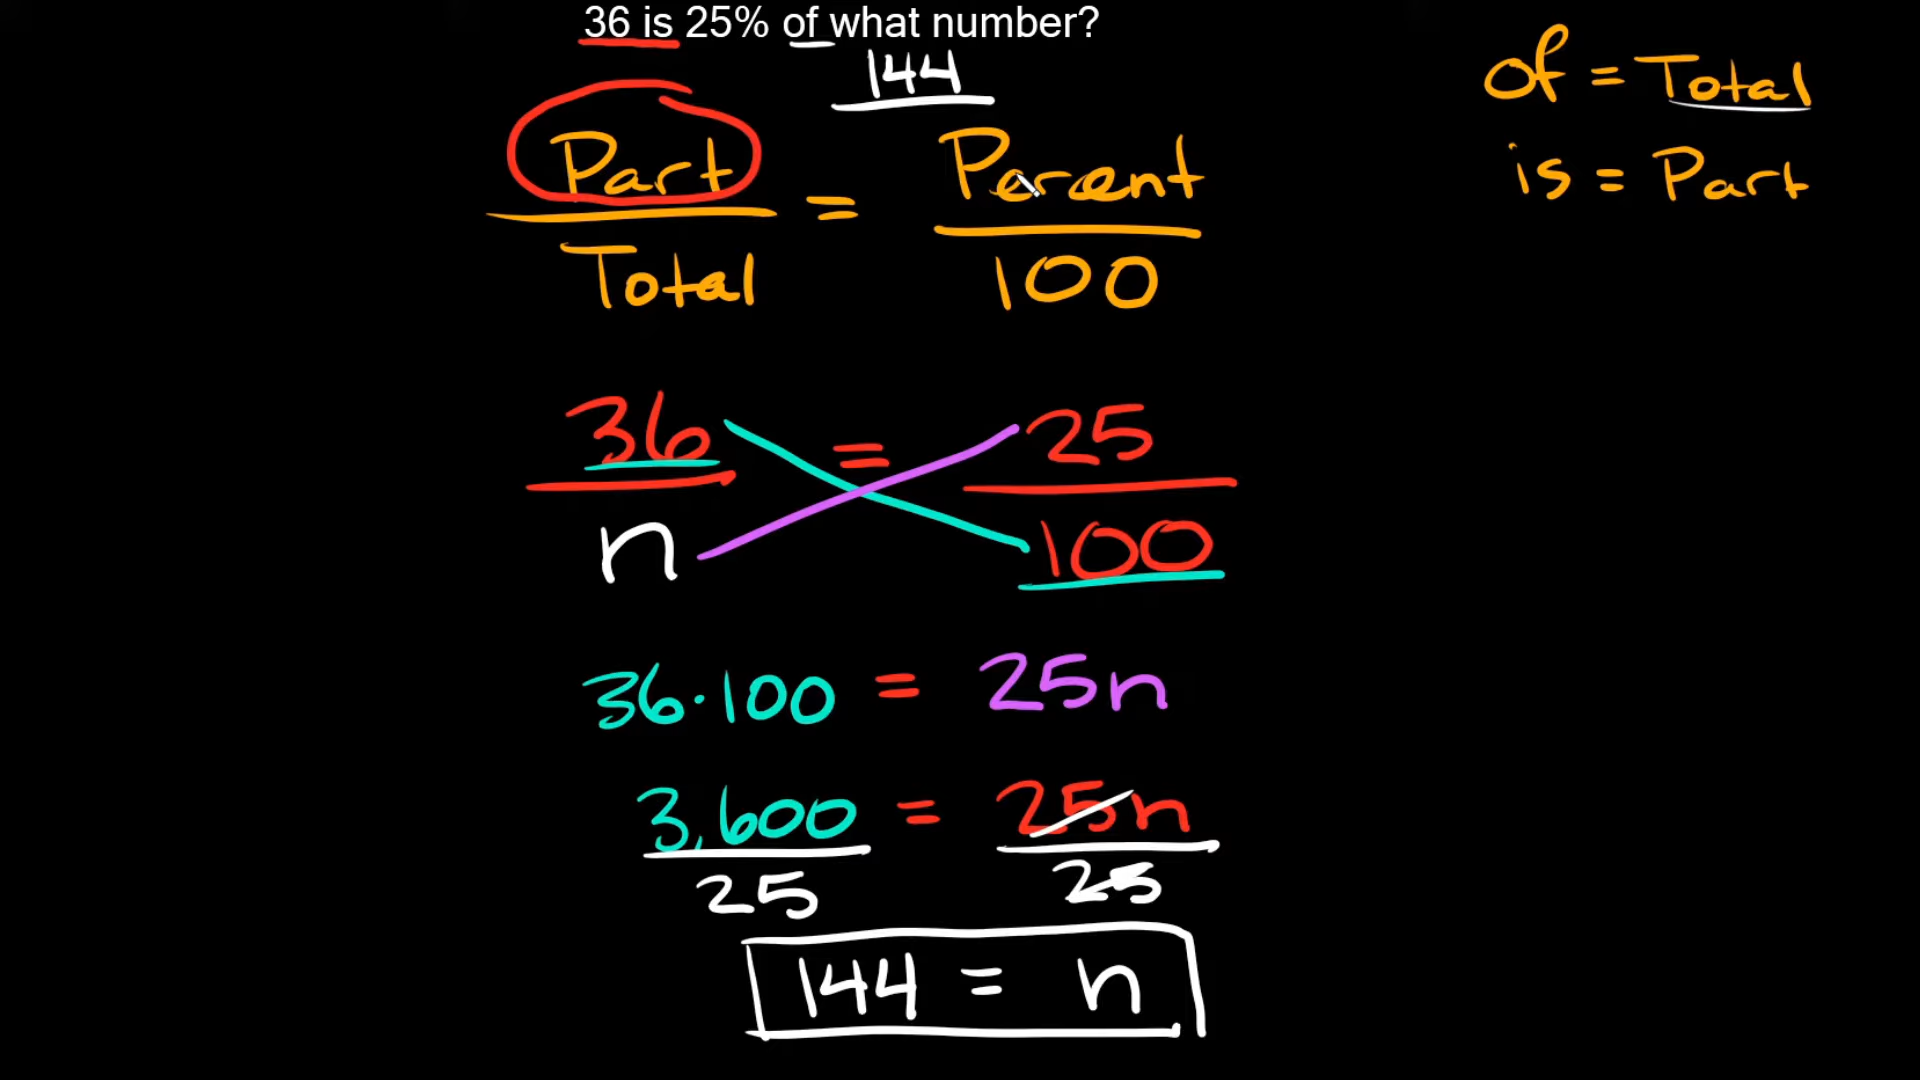 36 is 25% of what number?
144
of = Total
is = Part
Part = Percent
Total 100
36 = 25
n 100
36·100 = 25n
3,600 = 25n
25 25
144 = n